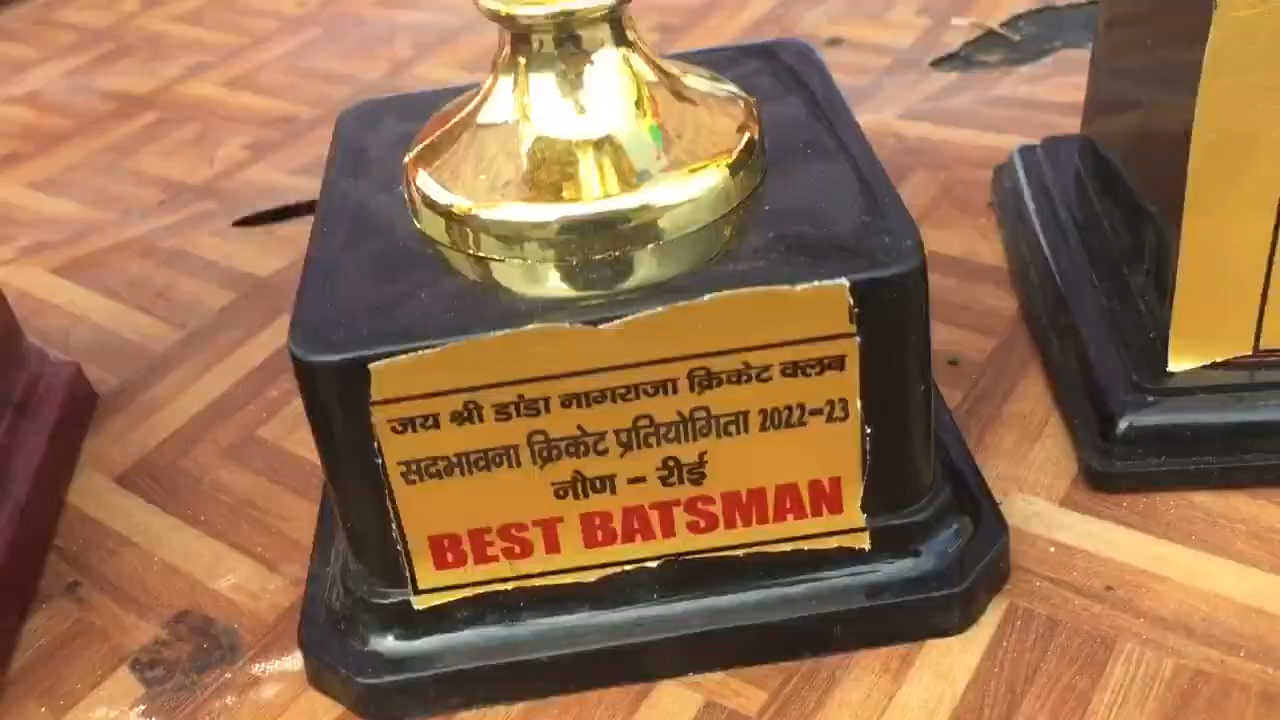 जय श्री डांडा नागराजा क्रिकेट क्लब
सदभावना क्रिकेट प्रतियोगिता 2022-23
नौण - रीई
BEST BATSMAN